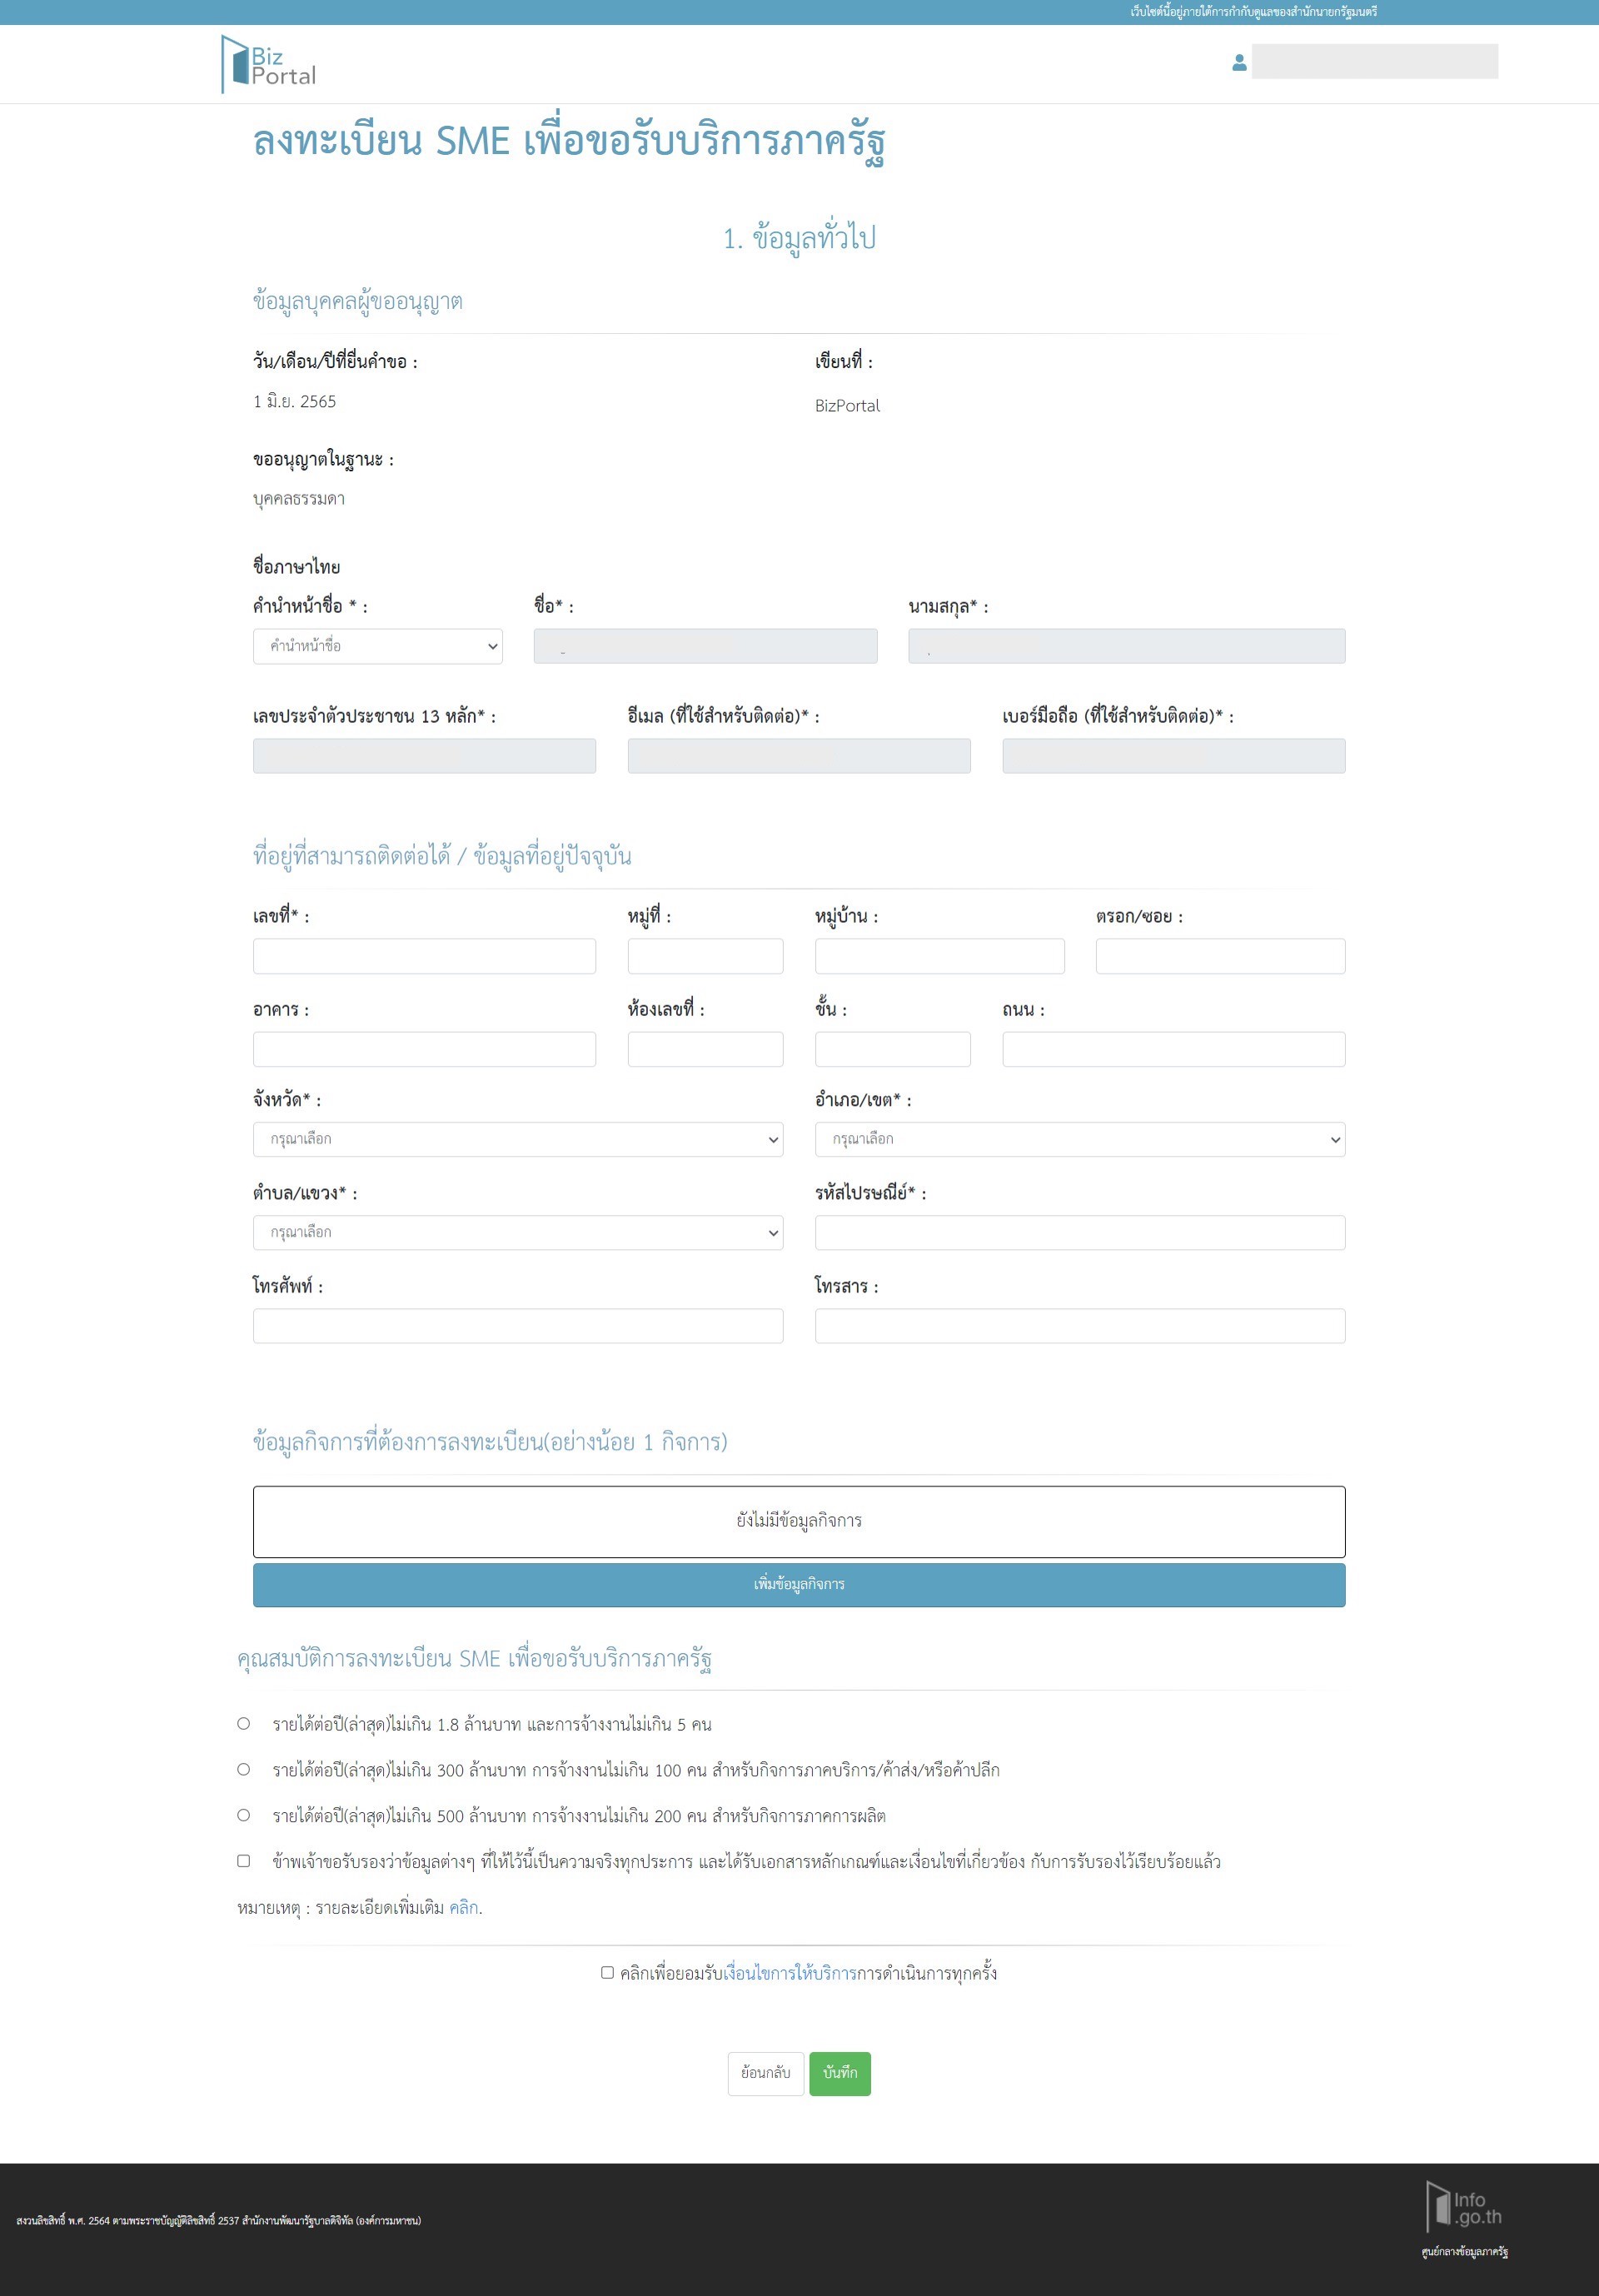 เว็บไซต์นี้อยู่ภายใต้การกำกับดูแลของสำนักนายกรัฐมนตรี
Biz
Portal
ลงทะเบียน SME เพื่อขอรับบริการภาครัฐ
1. ข้อมูลทั่วไป
ข้อมูลบุคคลผู้ขออนุญาต
วัน/เดือน/ปีที่ยื่นคำขอ : เขียนที่ :
1 มิ.ย. 2565 BizPortal
ขออนุญาตในฐานะ :
บุคคลธรรมดา
ชื่อภาษาไทย
คำนำหน้าชื่อ * : ชื่อ* : นามสกุล* :
คำนำหน้าชื่อ
เลขประจำตัวประชาชน 13 หลัก* : อีเมล (ที่ใช้สำหรับติดต่อ)* : เบอร์มือถือ (ที่ใช้สำหรับติดต่อ)* :
ที่อยู่ที่สามารถติดต่อได้ / ข้อมูลที่อยู่ปัจจุบัน
เลขที่* : หมู่ที่ : หมู่บ้าน : ตรอก/ซอย :
อาคาร : ห้องเลขที่ : ชั้น : ถนน :
จังหวัด* : อำเภอ/เขต* :
กรุณาเลือก กรุณาเลือก
ตำบล/แขวง* : รหัสไปรษณีย์* :
กรุณาเลือก
โทรศัพท์ : โทรสาร :
ข้อมูลกิจการที่ต้องการลงทะเบียน(อย่างน้อย 1 กิจการ)
ยังไม่มีข้อมูลกิจการ
เพิ่มข้อมูลกิจการ
คุณสมบัติการลงทะเบียน SME เพื่อขอรับบริการภาครัฐ
รายได้ต่อปี(ล่าสุด)ไม่เกิน 1.8 ล้านบาท และการจ้างงานไม่เกิน 5 คน
รายได้ต่อปี(ล่าสุด)ไม่เกิน 300 ล้านบาท การจ้างงานไม่เกิน 100 คน สำหรับกิจการภาคบริการ/ค้าส่ง/หรือค้าปลีก
รายได้ต่อปี(ล่าสุด)ไม่เกิน 500 ล้านบาท การจ้างงานไม่เกิน 200 คน สำหรับกิจการภาคการผลิต
ข้าพเจ้าขอรับรองว่าข้อมูลต่างๆ ที่ให้ไว้นี้เป็นความจริงทุกประการ และได้รับเอกสารหลักเกณฑ์และเงื่อนไขที่เกี่ยวข้อง กับการรับรองไว้เรียบร้อยแล้ว
หมายเหตุ : รายละเอียดเพิ่มเติม คลิก.
คลิกเพื่อยอมรับเงื่อนไขการให้บริการการดำเนินการทุกครั้ง
ย้อนกลับ บันทึก
สงวนลิขสิทธิ์ พ.ศ. 2564 ตามพระราชบัญญัติลิขสิทธิ์ 2537 สำนักงานพัฒนารัฐบาลดิจิทัล (องค์การมหาชน)
Info
.go.th
ศูนย์กลางข้อมูลภาครัฐ